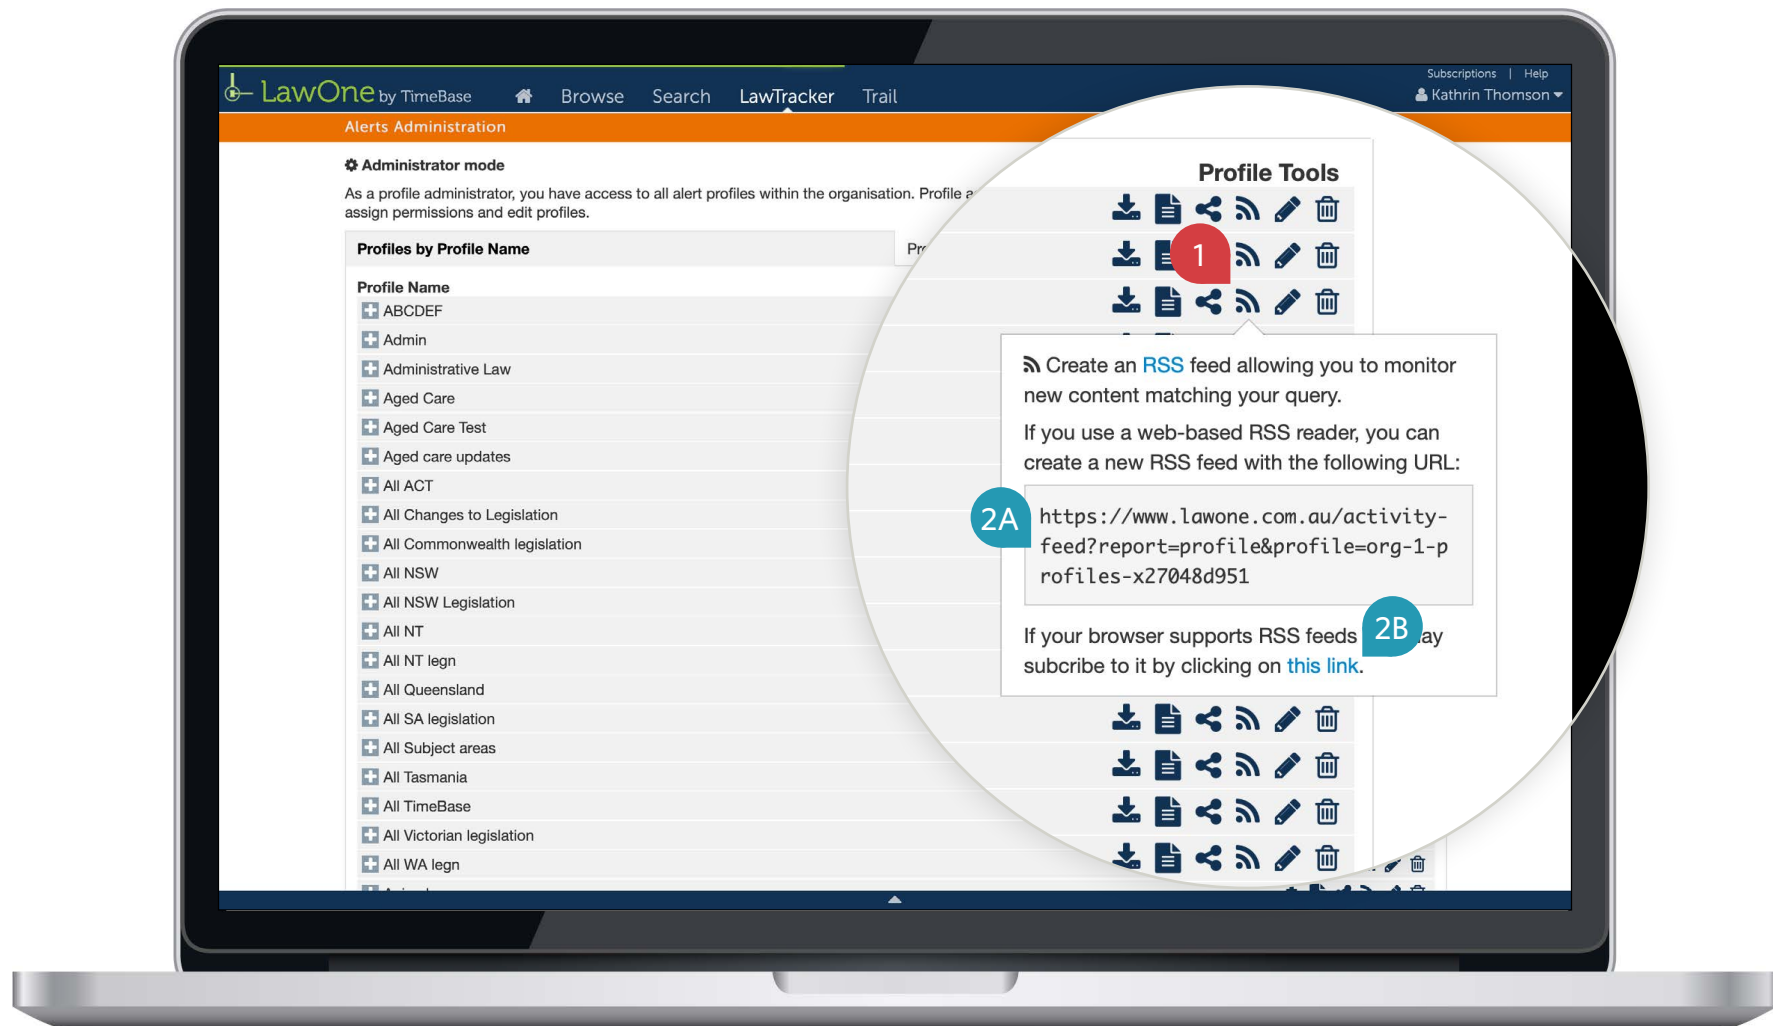 Subscriptions | Help
LawOne by TimeBase Browse Search LawTracker Trail Kathrin Thomson
Alerts Administration
Administrator mode
As a profile administrator, you have access to all alert profiles within the organisation. Profile
assign permissions and edit profiles.
Profiles by Profile Name
Profile Name
ABCDEF
Admin
Administrative Law
Aged Care
Aged Care Test
Aged care updates
All ACT
All Changes to Legislation
All Commonwealth legislation
All NSW
All NSW Legislation
All NT
All NT legn
All Queensland
All SA legislation
All Subject areas
All Tasmania
All TimeBase
All Victorian legislation
All WA legn
Profile Tools
1
Create an RSS feed allowing you to monitor
new content matching your query.
If you use a web-based RSS reader, you can
create a new RSS feed with the following URL:
2A
https://www.lawone.com.au/activity-
feed?report=profile&profile=org-1-p
rofiles-x27048d951
2B
If your browser supports RSS feeds ay
subcribe to it by clicking on this link.